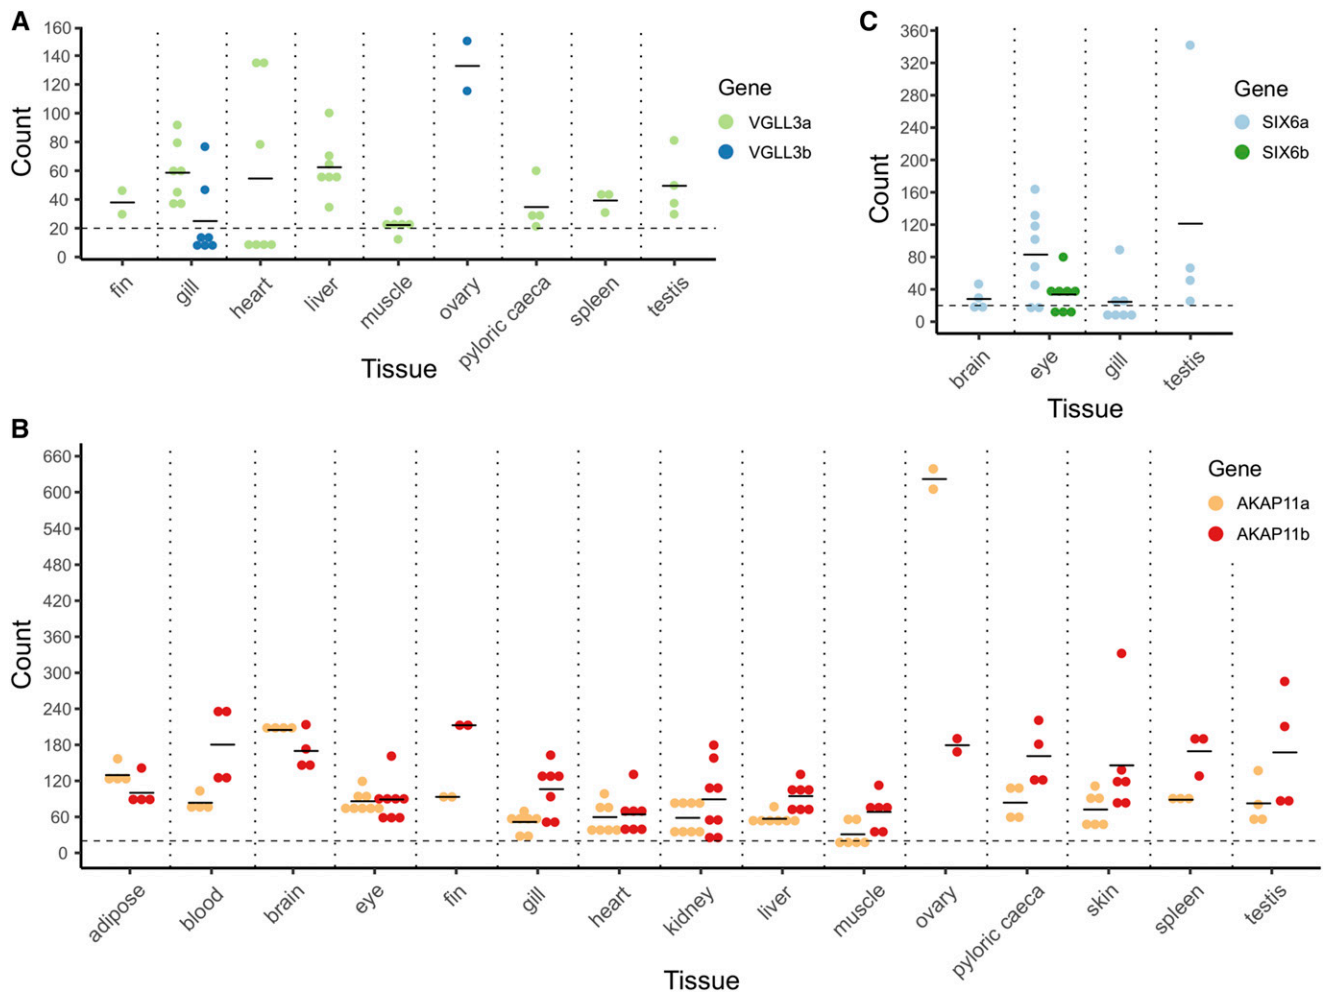 A
160
140
120
100
80
60
40
20
0
Count
fin
gill
heart
liver
muscle
ovary
pyloric caeca
spleen
testis
Tissue
Gene
VGLL3a
VGLL3b
C
360
320
280
240
200
160
120
80
40
0
Count
brain
eye
gill
testis
Tissue
Gene
SIX6a
SIX6b
B
660
600
540
480
420
360
300
240
180
120
60
0
Count
adipose
blood
brain
eye
fin
gill
heart
kidney
liver
muscle
ovary
pyloric caeca
skin
spleen
testis
Tissue
Gene
AKAP11a
AKAP11b